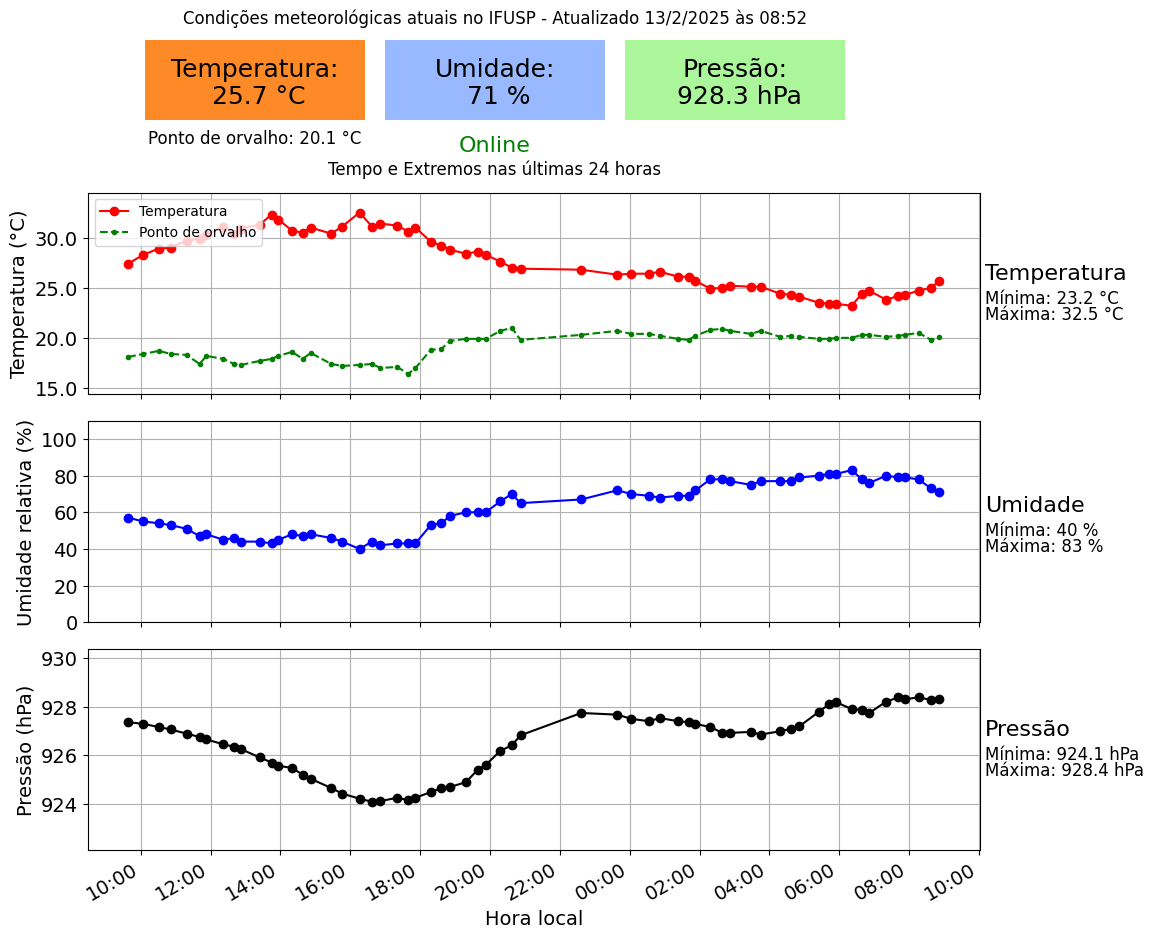 Condições meteorológicas atuais no IFUSP - Atualizado 13/2/2025 às 08:52
Temperatura:
25.7 °C
Umidade:
71 %
Pressão:
928.3 hPa
Ponto de orvalho: 20.1 °C
Online
Tempo e Extremos nas últimas 24 horas
Temperatura (°C)
30.0
25.0
20.0
15.0
Temperatura
Ponto de orvalho
Temperatura
Mínima: 23.2 °C
Máxima: 32.5 °C
Umidade relativa (%)
100
80
60
40
20
0
Umidade
Mínima: 40 %
Máxima: 83 %
Pressão (hPa)
930
928
926
924
Pressão
Mínima: 924.1 hPa
Máxima: 928.4 hPa
10:00 12:00 14:00 16:00 18:00 20:00 22:00 00:00 02:00 04:00 06:00 08:00 10:00
Hora local